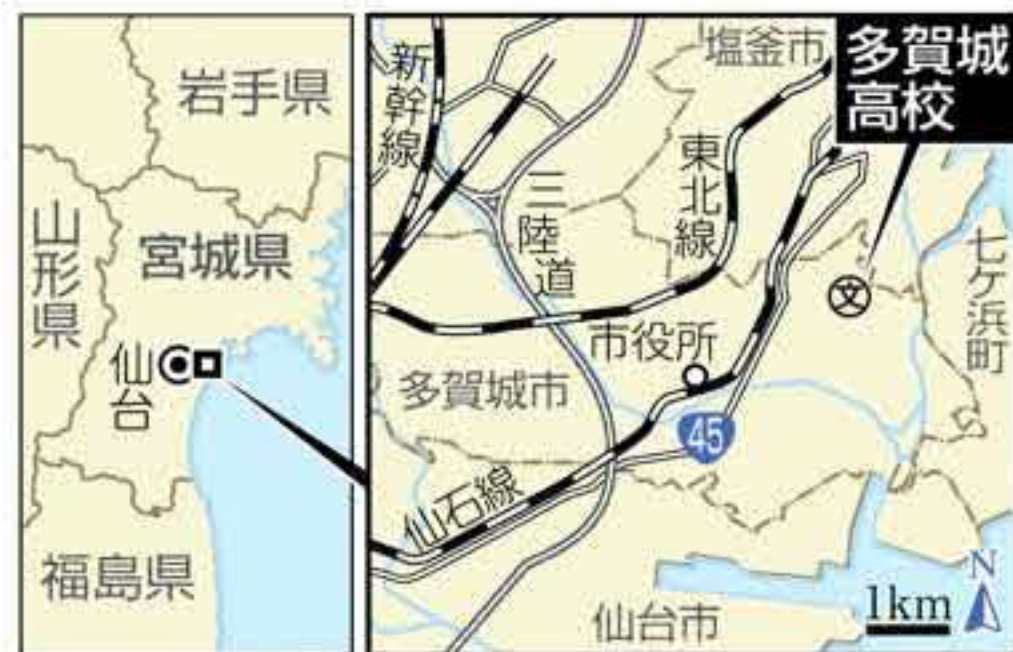 岩手県
山形県
宮城県
仙台
福島県
多賀城
高校
塩釜市
新幹線
三陸道
東北線
七ケ浜町
文
市役所
多賀城市
45
仙石線
仙台市
1km
N